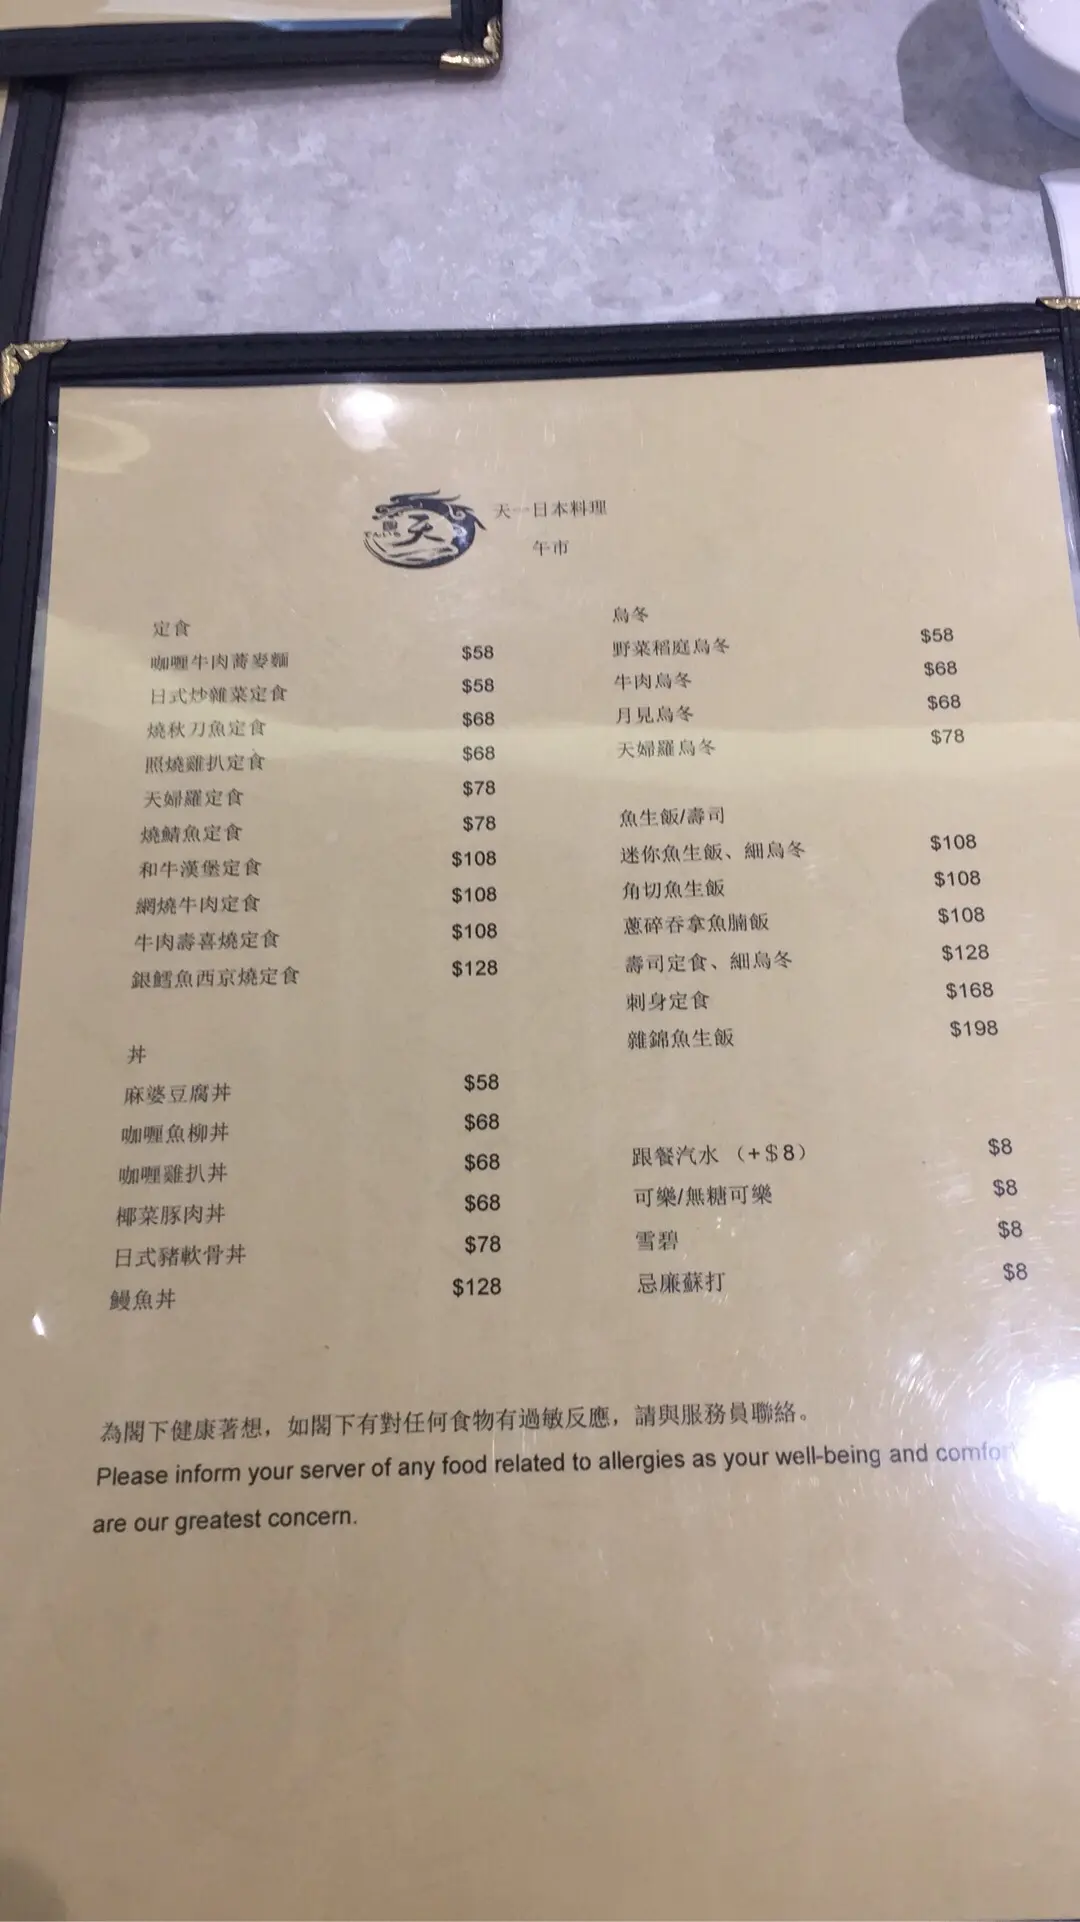 天
天一日本料理
午市
定食
咖喱牛肉蕎麥麵 $58
日式炒雜菜定食 $58
燒秋刀魚定食 $68
照燒雞扒定食 $68
天婦羅定食 $78
燒鯖魚定食 $78
和牛漢堡定食 $108
網燒牛肉定食 $108
牛肉壽喜燒定食 $108
銀鱈魚西京燒定食 $128
丼
麻婆豆腐丼 $58
咖喱魚柳丼 $68
咖喱雞扒丼 $68
椰菜豚肉丼 $68
日式豬軟骨丼 $78
鰻魚丼 $128
烏冬
野菜稻庭烏冬 $58
牛肉烏冬 $68
月見烏冬 $68
天婦羅烏冬 $78
魚生飯/壽司
迷你魚生飯、細烏冬 $108
角切魚生飯 $108
蔥碎吞拿魚腩飯 $108
壽司定食、細烏冬 $128
刺身定食 $168
雜錦魚生飯 $198
跟餐汽水 （+＄8） $8
可樂/無糖可樂 $8
雪碧 $8
忌廉蘇打 $8
為閣下健康著想，如閣下有對任何食物有過敏反應，請與服務員聯絡。
Please inform your server of any food related to allergies as your well-being and
are our greatest concern.